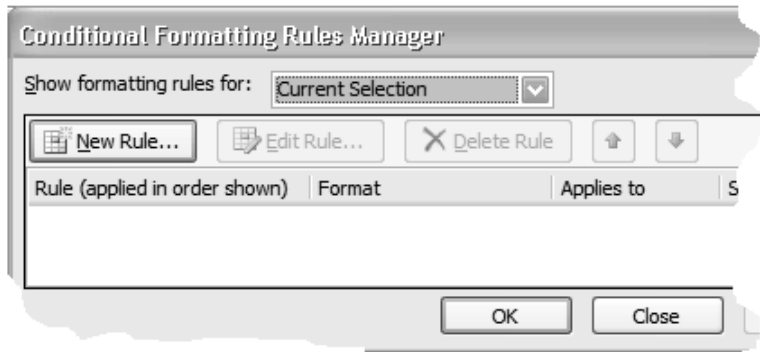 Conditional Formatting Rules Manager
Show formatting rules for: Current Selection
New Rule... Edit Rule... Delete Rule
Rule (applied in order shown) Format Applies to S
OK Close